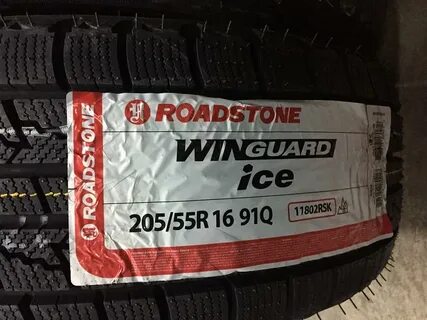 ROADSTONE
ROADSTONE
WINGUARD
ice
205/55R 16 91Q
11802RSK